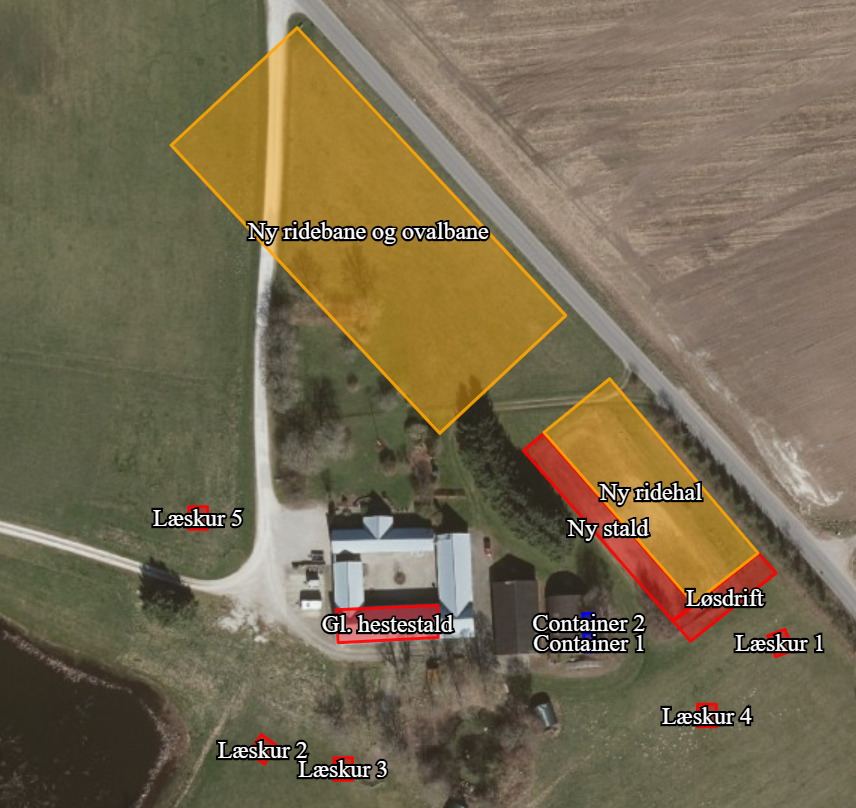 Ny ridebane og ovalbane
Ny ridehal
Læskur 5
Ny stald
Løsdrift
Gl. hestestald
Container 2
Container 1
Læskur 1
Læskur 4
Læskur 2
Læskur 3